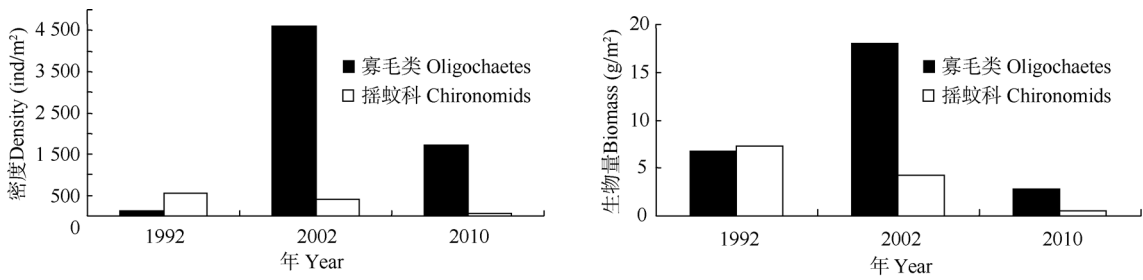 密度Density (ind/m²)
4 500
3 500
2 500
1 500
500
0
寡毛类 Oligochaetes
摇蚊科 Chironomids
1992
2002
2010
年 Year
生物量Biomass (g/m²)
20
15
10
5
0
寡毛类 Oligochaetes
摇蚊科 Chironomids
1992
2002
2010
年 Year